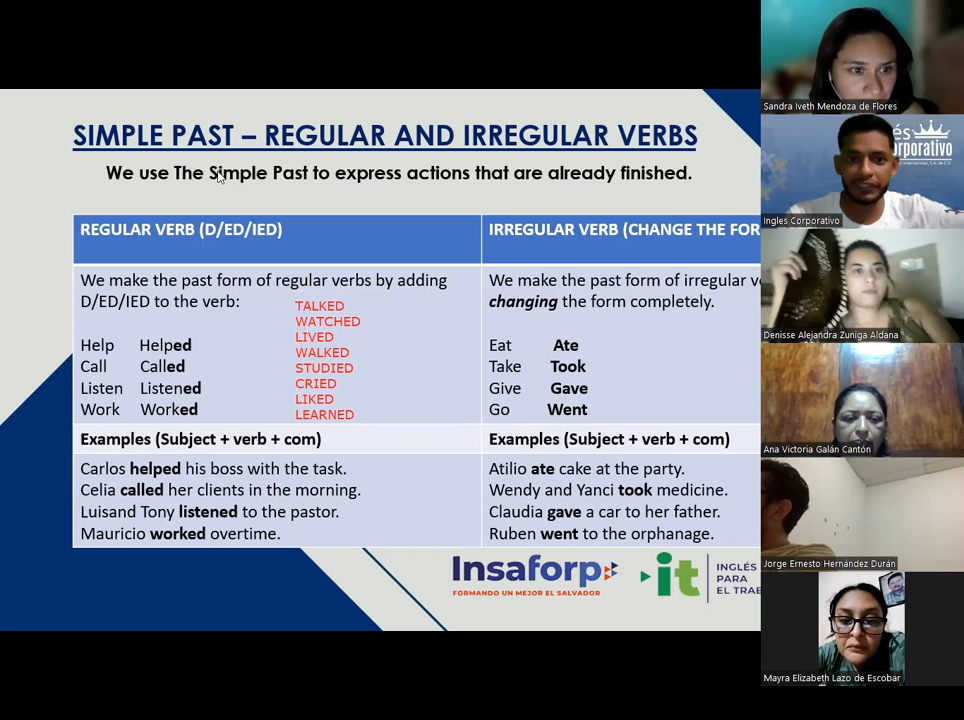 SIMPLE PAST – REGULAR AND IRREGULAR VERBS
We use The Simple Past to express actions that are already finished.
REGULAR VERB (D/ED/IED)
We make the past form of regular verbs by adding
D/ED/IED to the verb:
Help Helped
Call Called
Listen Listened
Work Worked
TALKED
WATCHED
LIVED
WALKED
STUDIED
CRIED
LIKED
LEARNED
Examples (Subject + verb + com)
Carlos helped his boss with the task.
Celia called her clients in the morning.
Luisand Tony listened to the pastor.
Mauricio worked overtime.
IRREGULAR VERB (CHANGE THE FOR
We make the past form of irregular ve
changing the form completely.
Eat Ate
Take Took
Give Gave
Go Went
Examples (Subject + verb + com)
Atilio ate cake at the party.
Wendy and Yanci took medicine.
Claudia gave a car to her father.
Ruben went to the orphanage.
Insaforp
FORMANDO UN MEJOR EL SALVADOR
it
INGLÉS
PARA
EL TRAB
Sandra Iveth Mendoza de Flores
és
orporativo
Ingles Corporativo
Denisse Alejandra Zuniga Aldana
Ana Victoria Galán Cantón
Jorge Ernesto Hernández Durán
Mayra Elizabeth Lazo de Escobar